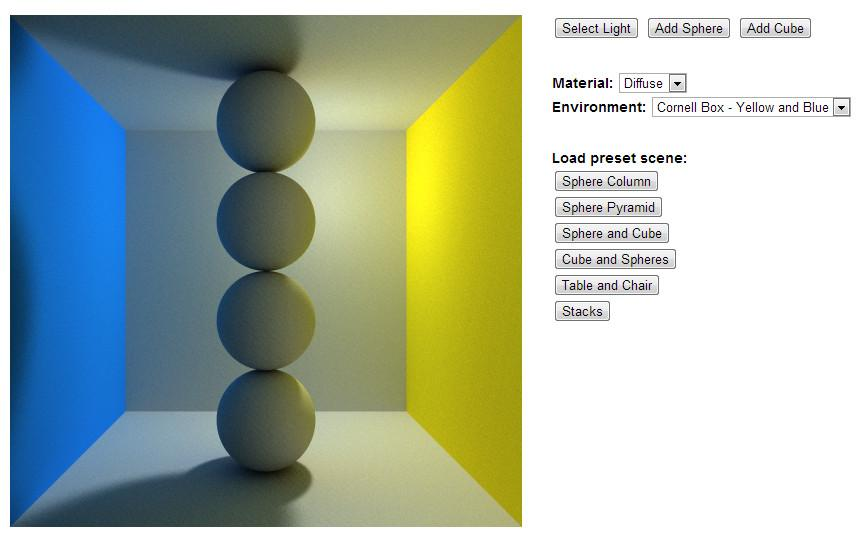 Select Light Add Sphere Add Cube
Material: Diffuse
Environment: Cornell Box - Yellow and Blue
Load preset scene:
Sphere Column
Sphere Pyramid
Sphere and Cube
Cube and Spheres
Table and Chair
Stacks